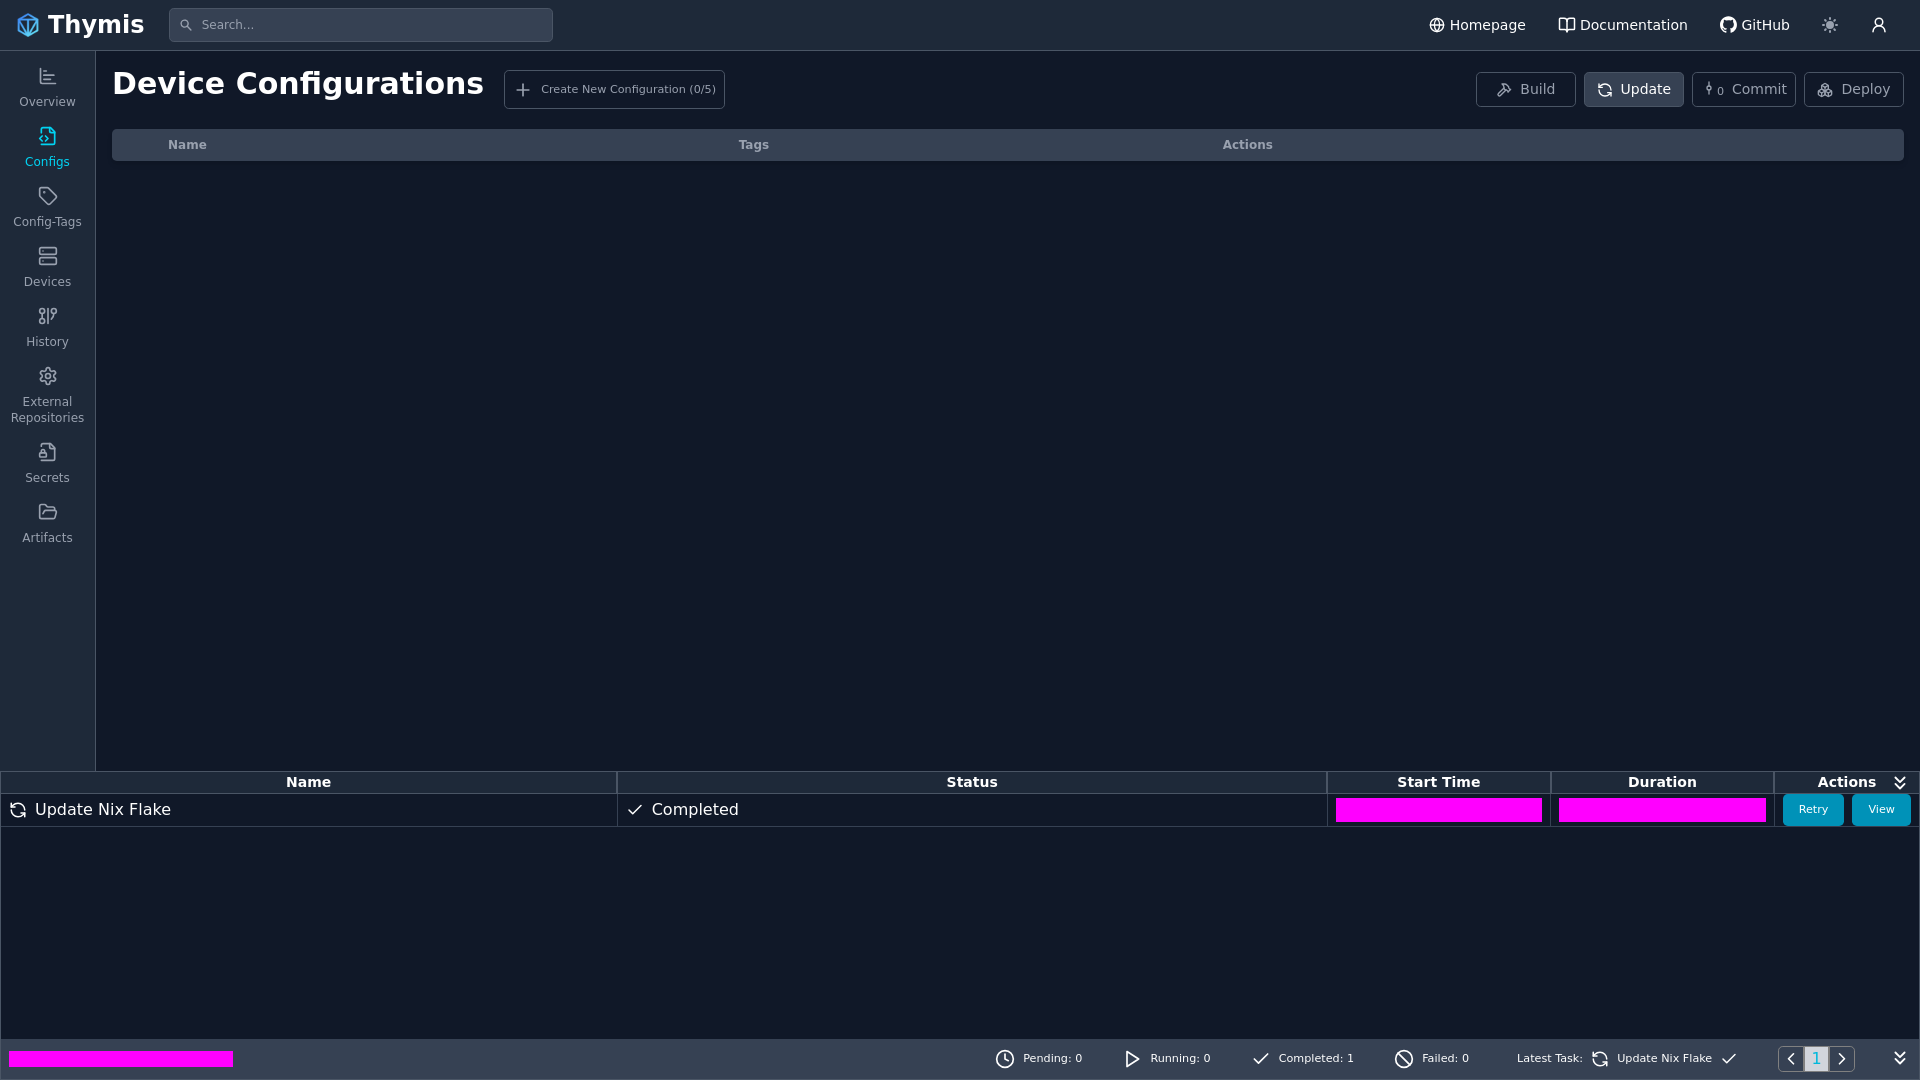 Thymis
Search...
Homepage
Documentation
GitHub
Overview
Configs
Config-Tags
Devices
History
External
Repositories
Secrets
Artifacts
Device Configurations
Create New Configuration (0/5)
Build
Update
0 Commit
Deploy
Name Tags Actions
Name Status Start Time Duration Actions
Update Nix Flake Completed Retry View
Pending: 0 Running: 0 Completed: 1 Failed: 0 Latest Task: Update Nix Flake 1